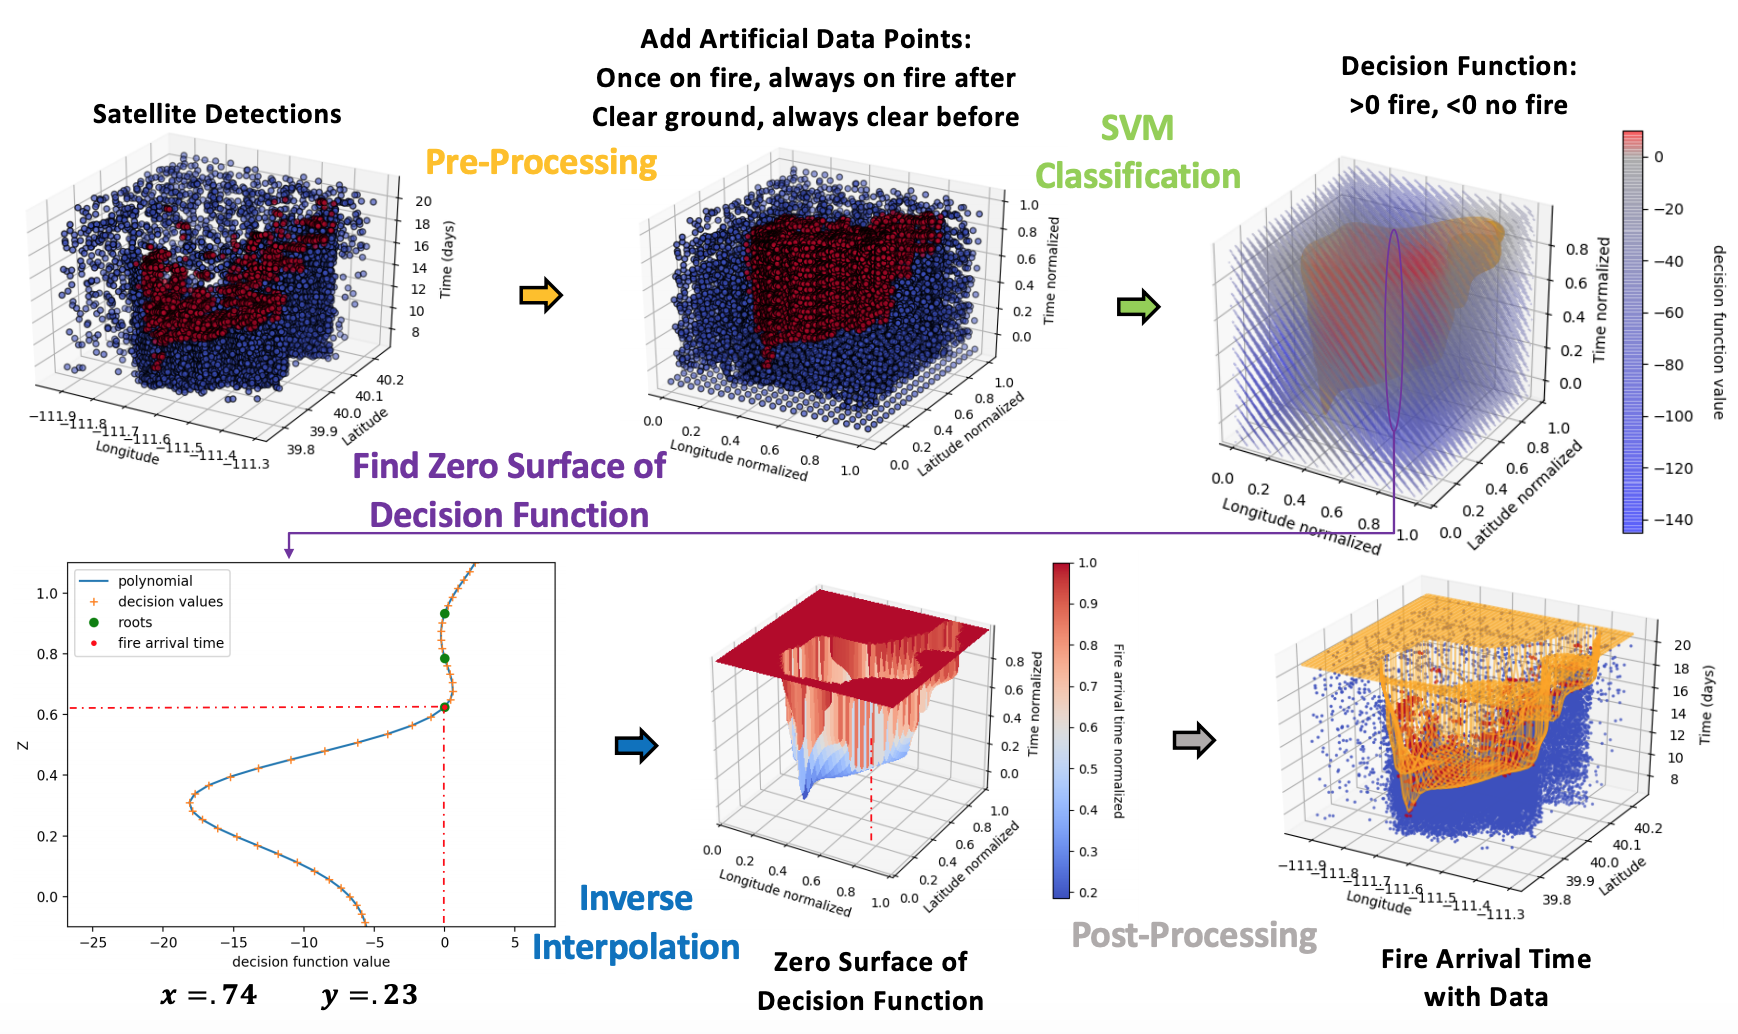 Add Artificial Data Points:
Once on fire, always on fire after
Clear ground, always clear before
Decision Function:
>0 fire, <0 no fire
Satellite Detections
Pre-Processing
SVM
Classification
20
18
16
14
12
10
8
Time (days)
40.2
40.1
40.0
39.9
39.8
Latitude
−111.9
−111.8
−111.7
−111.6
−111.5
−111.4
−111.3
Longitude
1.0
0.8
0.6
0.4
0.2
0.0
Time normalized
1.0
0.8
0.6
0.4
0.2
0.0
Latitude normalized
0.0
0.2
0.4
0.6
0.8
1.0
Longitude normalized
0.8
0.6
0.4
0.2
0.0
Time normalized
1.0
0.8
0.6
0.4
0.2
0.0
Latitude normalized
0.0
0.2
0.4
0.6
0.8
1.0
Longitude normalized
0
−20
−40
−60
−80
−100
−120
−140
decision function value
Find Zero Surface of
Decision Function
polynomial
decision values
roots
fire arrival time
1.0
0.8
0.6
0.4
0.2
0.0
Z
−25
−20
−15
−10
−5
0
5
decision function value
x =. 74 y =. 23
Inverse
Interpolation
0.8
0.6
0.4
0.2
0.0
Time normalized
1.0
0.8
0.6
0.4
0.2
0.0
Latitude normalized
0.0
0.2
0.4
0.6
0.8
1.0
Longitude normalized
1.0
0.9
0.8
0.7
0.6
0.5
0.4
0.3
0.2
Fire arrival time normalized
Zero Surface of
Decision Function
Post-Processing
20
18
16
14
12
10
8
Time (days)
40.2
40.1
40.0
39.9
39.8
Latitude
−111.9
−111.8
−111.7
−111.6
−111.5
−111.4
−111.3
Longitude
Fire Arrival Time
with Data